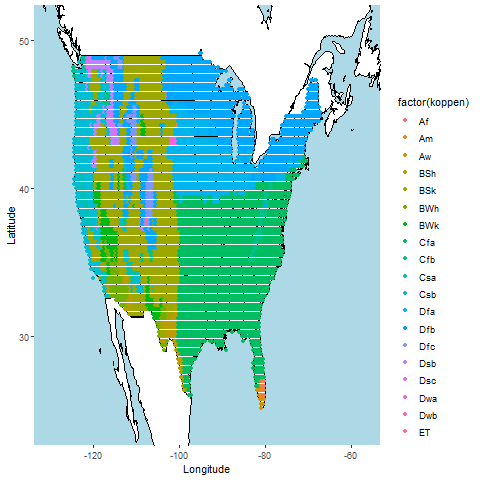 50
40
30
Latitude
-120
-100
-80
-60
Longitude
factor(koppen)
Af
Am
Aw
BSh
BSk
BWh
BWk
Cfa
Cfb
Csa
Csb
Dfa
Dfb
Dfc
Dsb
Dsc
Dwa
Dwb
ET